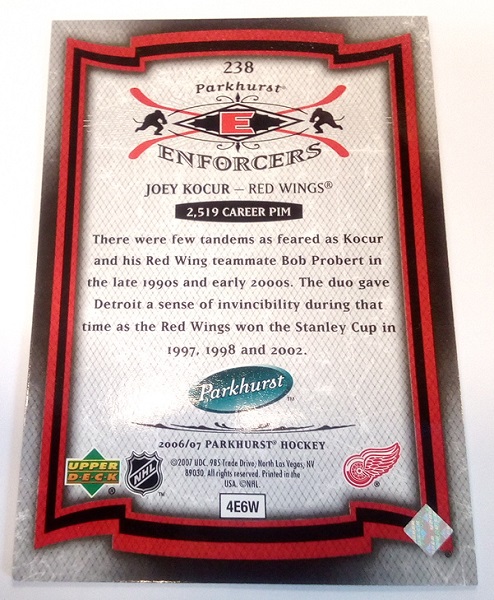 238
Parkhurst®
E
ENFORCERS
JOEY KOCUR – RED WINGS®
2,519 CAREER PIM
There were few tandems as feared as Kocur
and his Red Wing teammate Bob Probert in
the late 1990s and early 2000s. The duo gave
Detroit a sense of invincibility during that
time as the Red Wings won the Stanley Cup in
1997, 1998 and 2002.
Parkhurst™
2006/07 PARKHURST® HOCKEY
©2007 UDC. 985 Trade Drive, North Las Vegas, NV
89030. All rights reserved. Printed in the
USA. ©NHL.
UPPER
DECK®
NHL™
®
4E6W